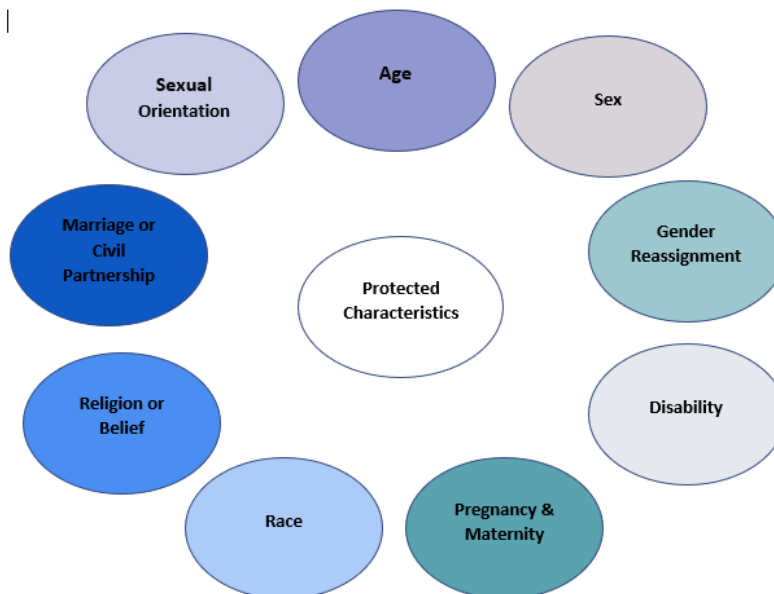 Age
Sexual
Orientation
Sex
Marriage or
Civil
Partnership
Gender
Reassignment
Protected
Characteristics
Religion or
Belief
Disability
Race
Pregnancy &
Maternity